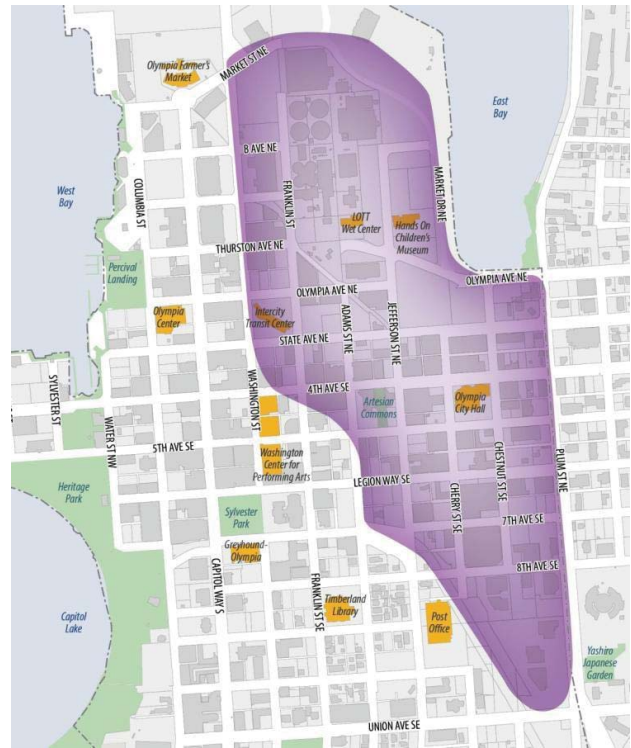 Olympia Farmer's
Market
MARKET ST NE
East
Bay
West
Bay
B AVE NE
COLUMBIA ST
FRANKLIN ST
MARKET DR NE
LOTT
Wet Center
Hands On
Children's
Museum
THURSTON AVE NE
Percival
Landing
OLYMPIA AVE NE
OLYMPIA AVE NE
Olympia
Center
Intercity
Transit Center
ADAMS ST NE
JEFFERSON ST NE
STATE AVE NE
SYLVESTER ST
WASHINGTON ST
4TH AVE SE
Artesian
Commons
Olympia
City Hall
WATER ST NW
5TH AVE SE
Washington
Center for
Performing Arts
CHESTNUT ST SE
PLUM ST NE
Heritage
Park
LEGION WAY SE
CHERRY ST SE
Sylvester
Park
7TH AVE SE
Greyhound-
Olympia
8TH AVE SE
CAPITOL WAY S
FRANKLIN ST SE
Timberland
Library
Post
Office
Capitol
Lake
Yashiro
Japanese
Garden
UNION AVE SE